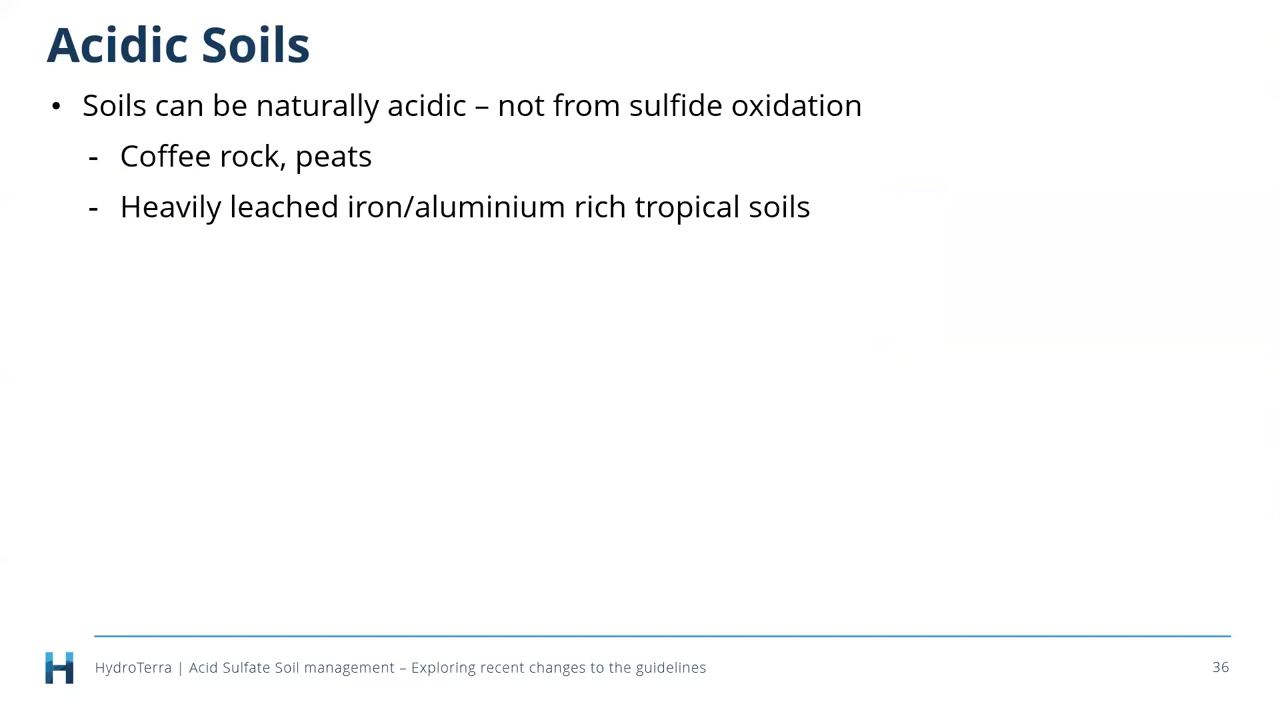 Acidic Soils
• Soils can be naturally acidic – not from sulfide oxidation
- Coffee rock, peats
- Heavily leached iron/aluminium rich tropical soils
HydroTerra | Acid Sulfate Soil management – Exploring recent changes to the guidelines
36